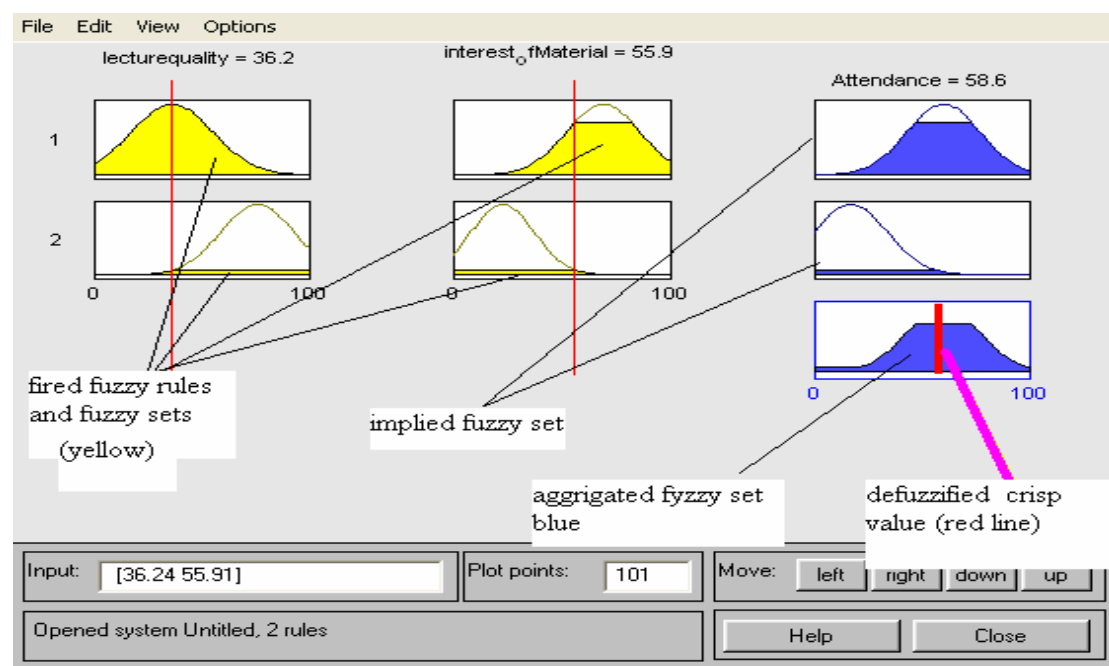 File Edit View Options
lecturequality = 36.2
interest_ofMaterial = 55.9
Attendance = 58.6
1
2
0 100
0 100
0 100
fired fuzzy rules
and fuzzy sets
(yellow)
implied fuzzy set
aggrigated fyzzy set
blue
defuzzified crisp
value (red line)
Input: [36.24 55.91]
Plot points: 101
Move: left right down up
Opened system Untitled, 2 rules
Help Close